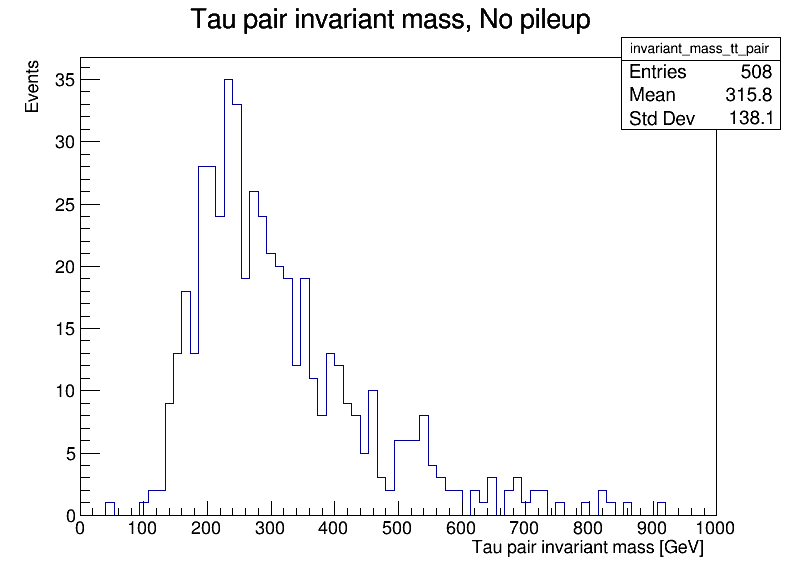 Tau pair invariant mass, No pileup
invariant_mass_tt_pair
Entries 508
Mean 315.8
Std Dev 138.1
Events
35
30
25
20
15
10
5
0
0 100 200 300 400 500 600 700 800 900 1000
Tau pair invariant mass [GeV]